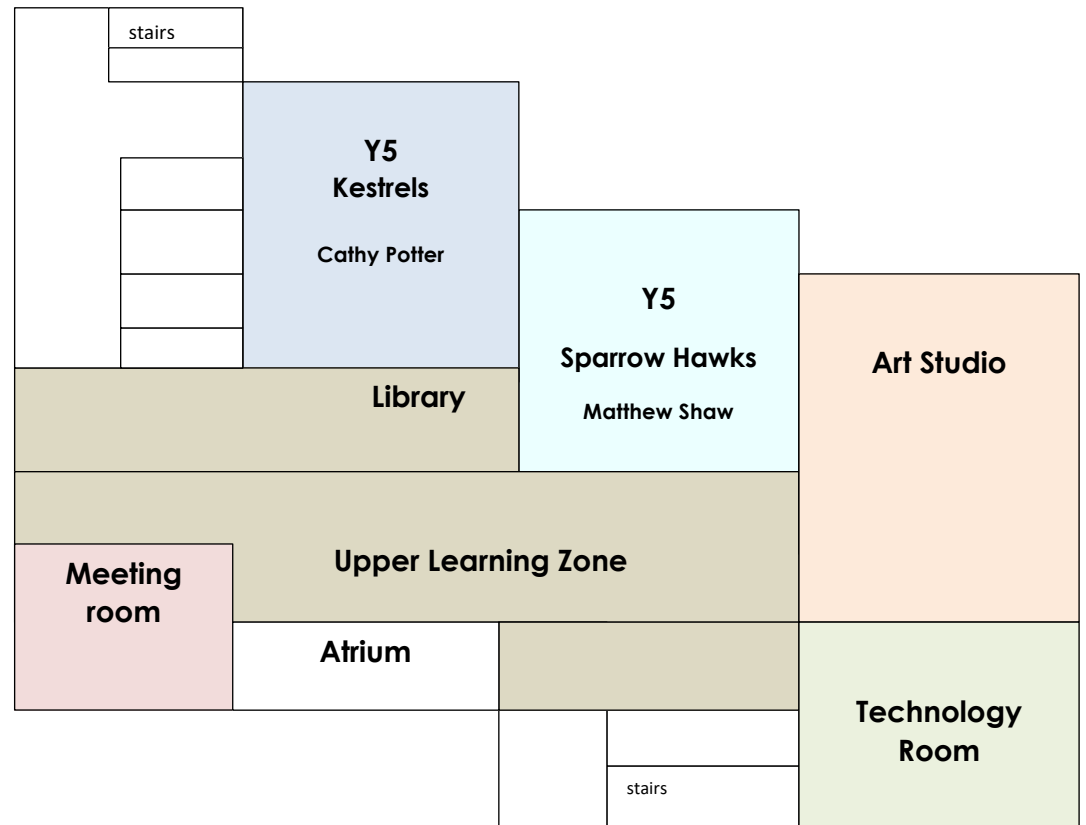 stairs
Y5
Kestrels
Cathy Potter
Y5
Sparrow Hawks
Matthew Shaw
Art Studio
Library
Upper Learning Zone
Meeting
room
Atrium
Technology
Room
stairs